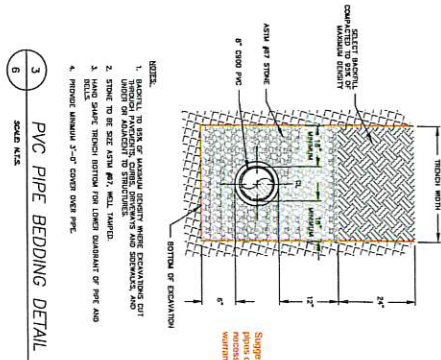 TRENCH WIDTH
SELECT BACKFILL
COMPACTED TO 95% OF
MAXIMUM DENSITY
24"
12"
6"
MINIMUM
MINIMUM
ASTM #67 STONE
8" C900 PVC
BOTTOM OF EXCAVATION
Sugge
pipes c
necess
warran
NOTES:
1. BACKFILL TO 95% OF MAXIMUM DENSITY WHERE EXCAVATIONS CUT
THROUGH PAVEMENTS, CURBS, DRIVEWAYS AND SIDEWALKS, AND
UNDER OR ADJACENT TO STRUCTURES.
2. STONE TO BE SIZE ASTM #67, WELL TAMPED.
3. HAND SHAPE TRENCH BOTTOM FOR LOWER QUADRANT OF PIPE AND
BELLS.
4. PROVIDE MINIMUM 3'-0" COVER OVER PIPE.
3
6
PVC PIPE BEDDING DETAIL
SCALE: N.T.S.